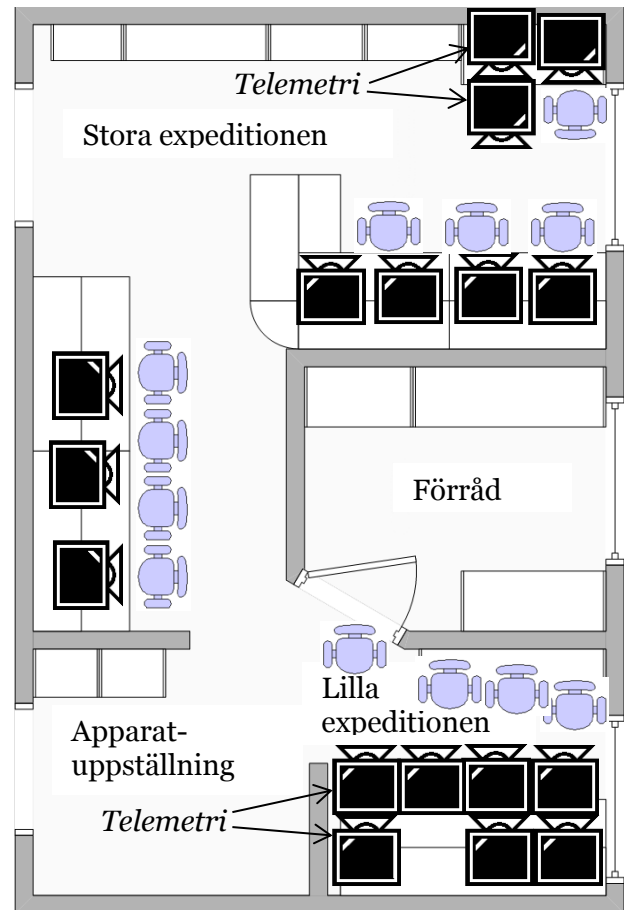 Telemetri
Stora expeditionen
Förråd
Lilla
expeditionen
Apparat-
uppställning
Telemetri